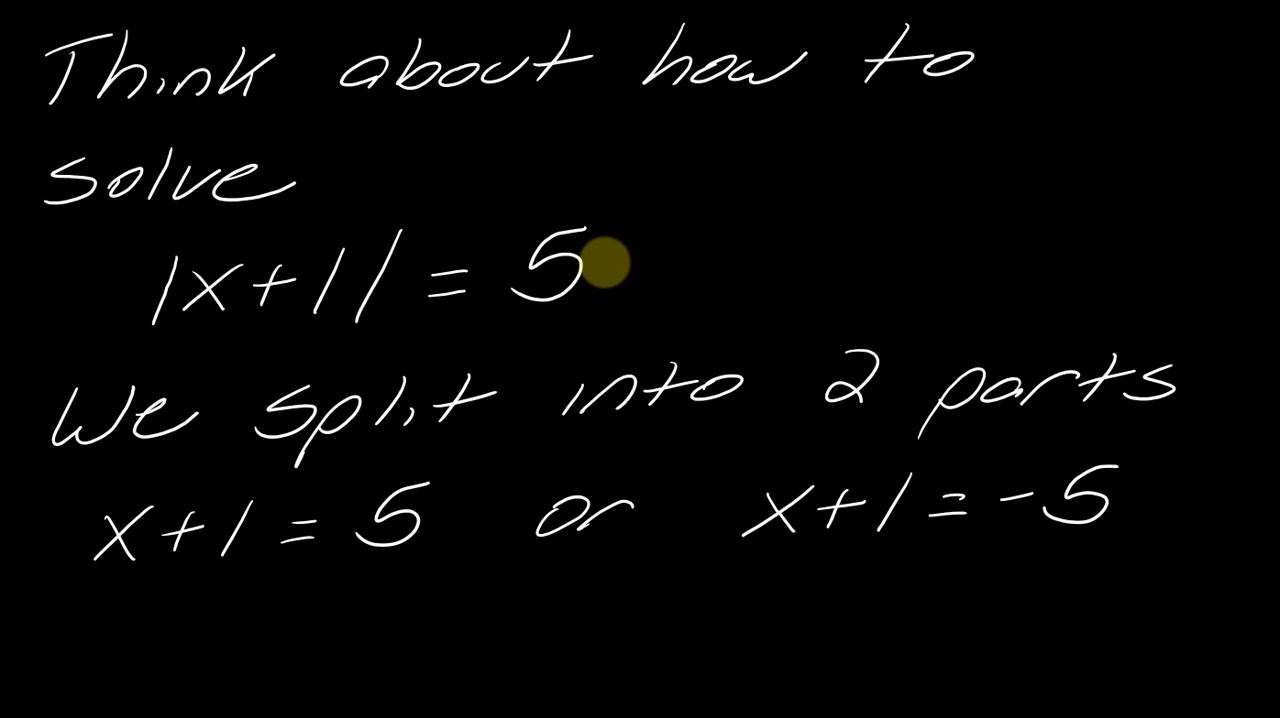 Think about how to
solve
|x+1| = 5
We split into 2 parts
x+1 = 5 or x+1 = -5